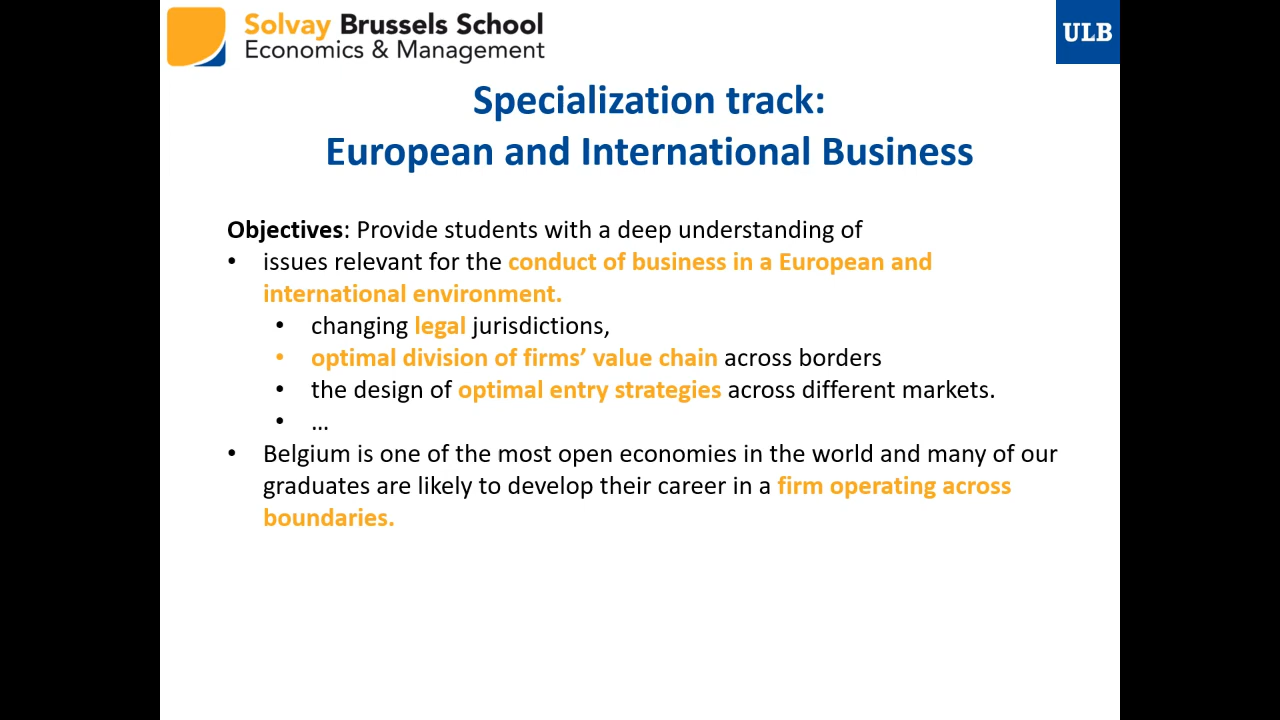 Solvay Brussels School
Economics & Management
ULB
Specialization track:
European and International Business
Objectives: Provide students with a deep understanding of
• issues relevant for the conduct of business in a European and
international environment.
• changing legal jurisdictions,
• optimal division of firms’ value chain across borders
• the design of optimal entry strategies across different markets.
• …
• Belgium is one of the most open economies in the world and many of our
graduates are likely to develop their career in a firm operating across
boundaries.